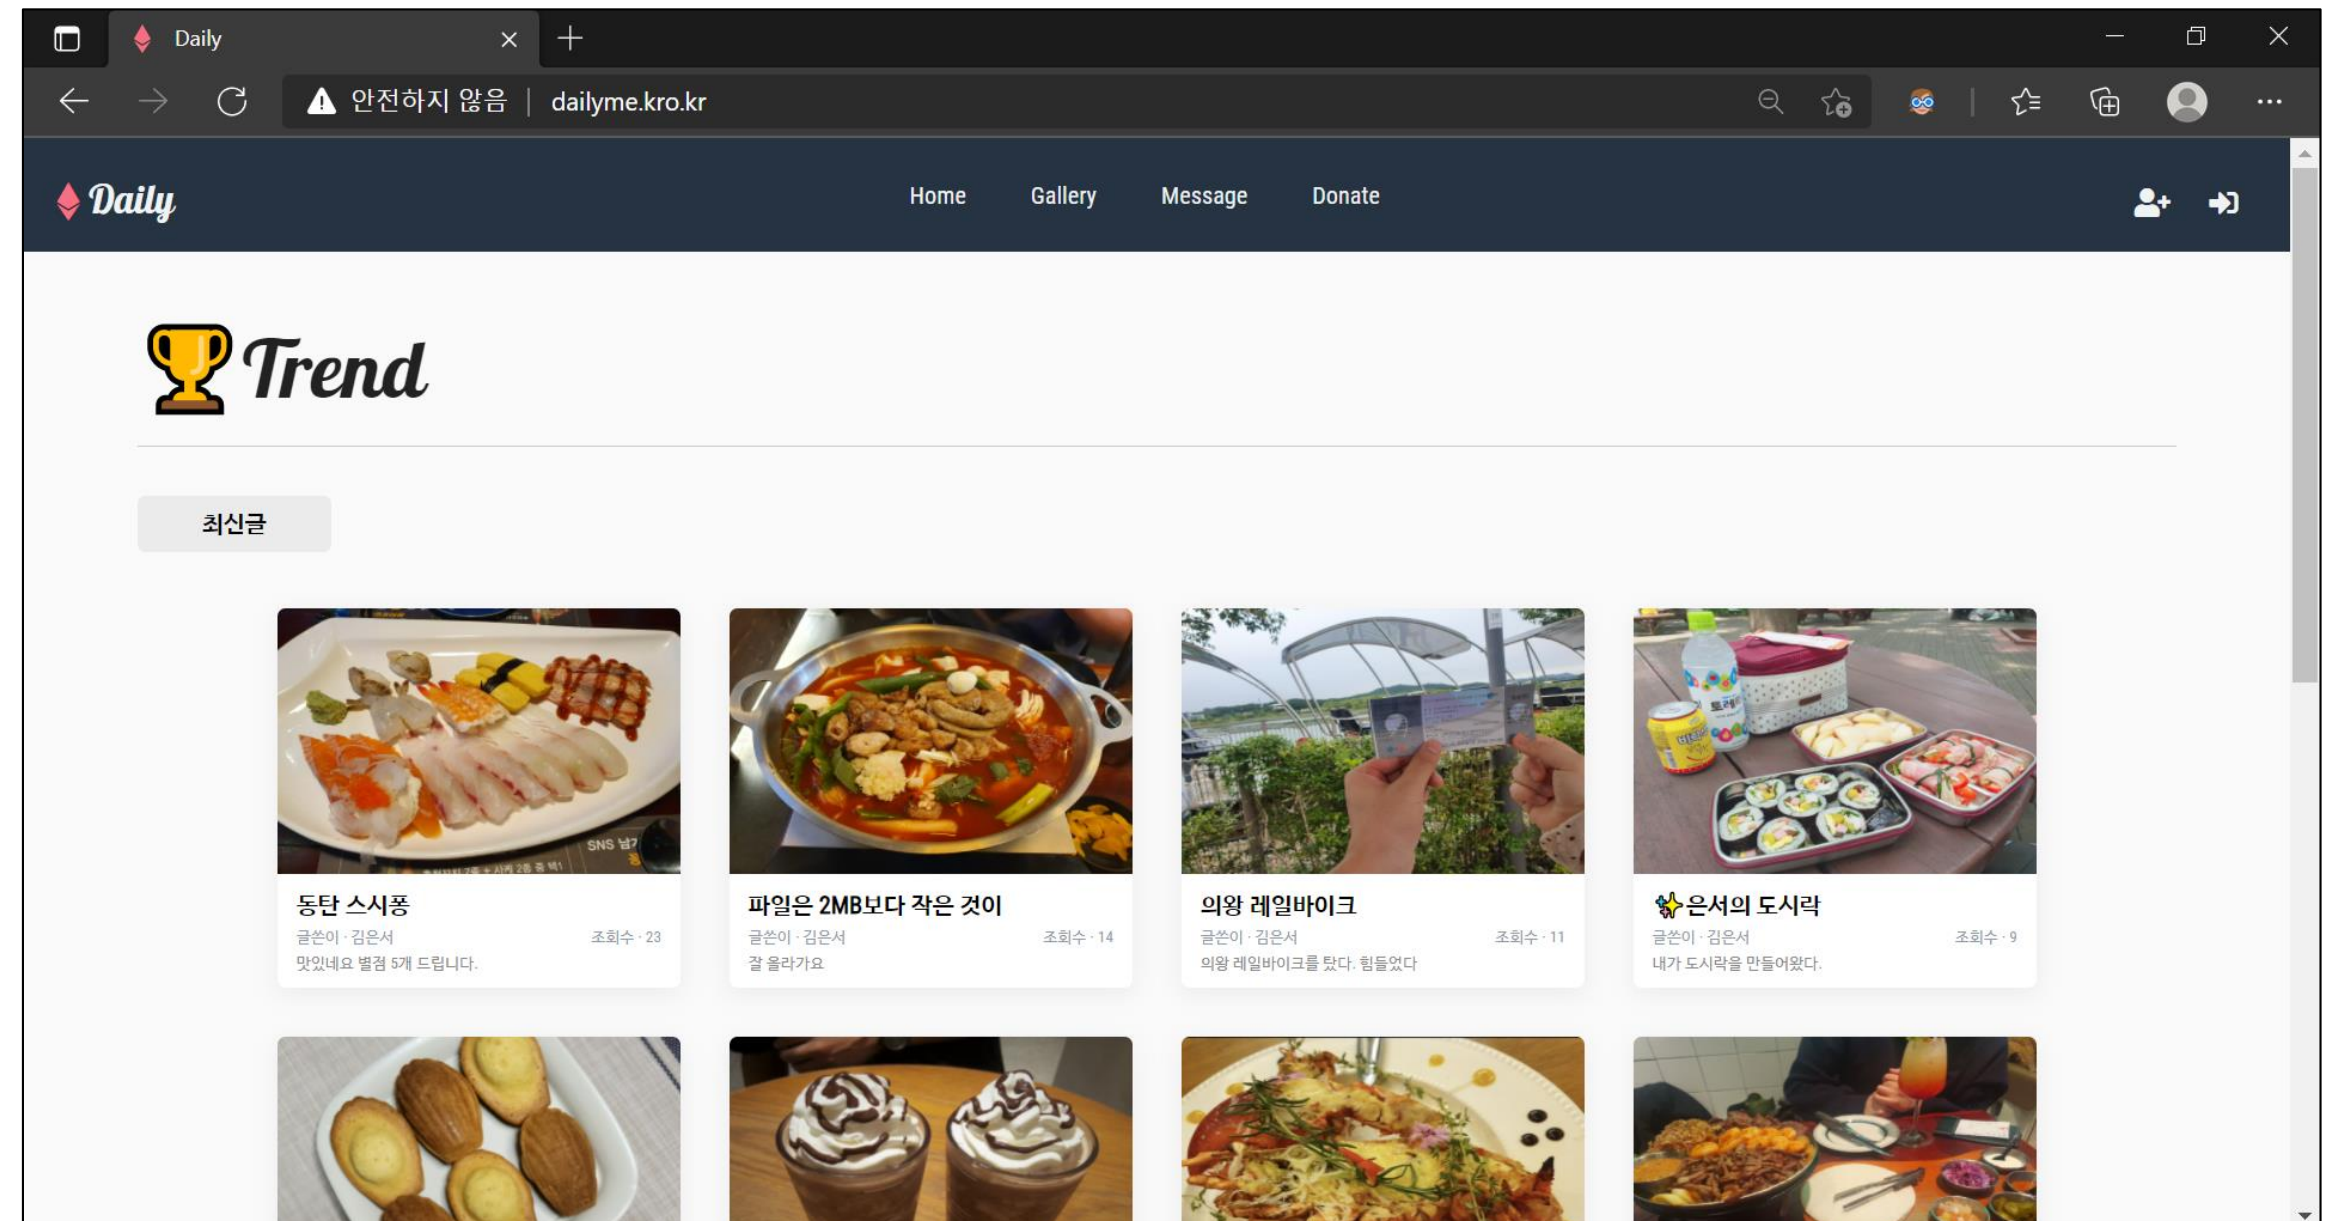 Daily
안전하지 않음 | dailyme.kro.kr
Daily
Home Gallery Message Donate
Trend
최신글
SNS 남기
동탄 스시퐁
글쓴이 · 김은서 조회수 · 23
맛있네요 별점 5개 드립니다.
파일은 2MB보다 작은 것이
글쓴이 · 김은서 조회수 · 14
잘 올라가요
의왕 레일바이크
글쓴이 · 김은서 조회수 · 11
의왕 레일바이크를 탔다. 힘들었다
✨은서의 도시락
글쓴이 · 김은서 조회수 · 9
내가 도시락을 만들어왔다.